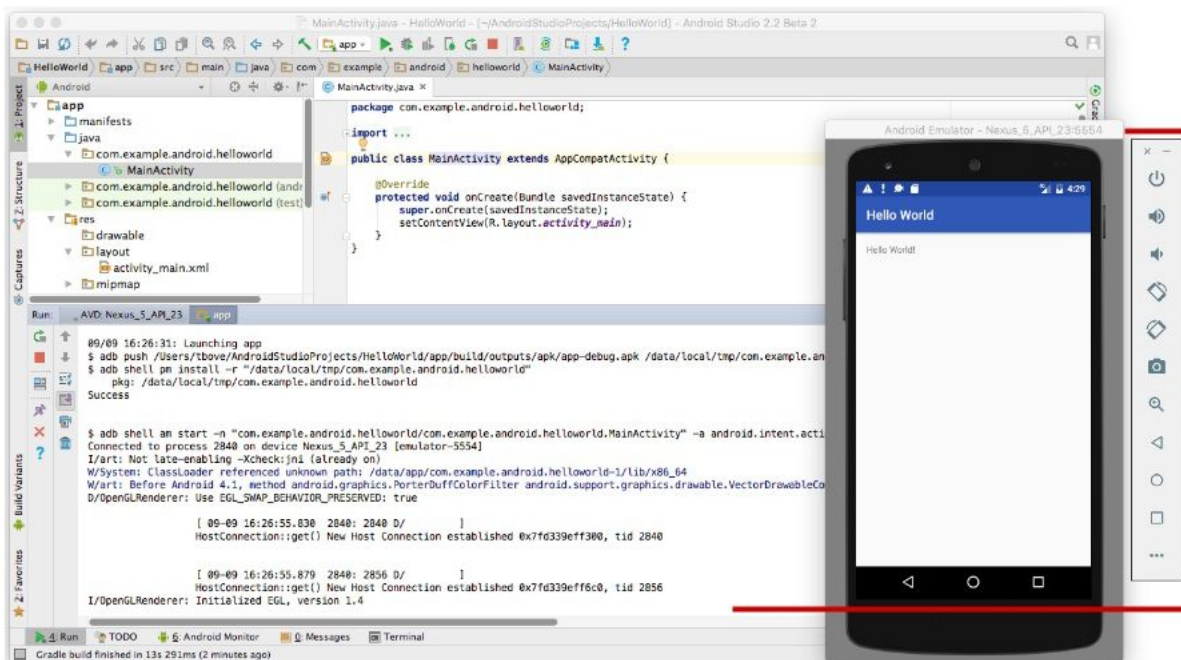 MainActivity.java - HelloWorld - [~/AndroidStudioProjects/HelloWorld] - Android Studio 2.2 Beta 2
app
HelloWorld app src main java com example android helloworld MainActivity
1: Project
Z: Structure
Captures
Build Variants
2: Favorites
Android
app
manifests
java
com.example.android.helloworld
MainActivity
com.example.android.helloworld (andr
com.example.android.helloworld (test)
res
drawable
layout
activity_main.xml
mipmap
MainActivity.java ×
package com.example.android.helloworld;
import ...
public class MainActivity extends AppCompatActivity {
@Override
protected void onCreate(Bundle savedInstanceState) {
super.onCreate(savedInstanceState);
setContentView(R.layout.activity_main);
}
}
Android Emulator - Nexus_5_API_23:5554
4:29
Hello World
Hello World!
Run: AVD: Nexus_5_API_23 app
09/09 16:26:31: Launching app
$ adb push /Users/tbove/AndroidStudioProjects/HelloWorld/app/build/outputs/apk/app-debug.apk /data/local/tmp/com.example.an
$ adb shell pm install -r "/data/local/tmp/com.example.android.helloworld"
pkg: /data/local/tmp/com.example.android.helloworld
Success
$ adb shell am start -n "com.example.android.helloworld/com.example.android.helloworld.MainActivity" -a android.intent.acti
Connected to process 2840 on device Nexus_5_API_23 [emulator-5554]
I/art: Not late-enabling -Xcheck:jni (already on)
W/System: ClassLoader referenced unknown path: /data/app/com.example.android.helloworld-1/lib/x86_64
W/art: Before Android 4.1, method android.graphics.PorterDuffColorFilter android.support.graphics.drawable.VectorDrawableCo
D/OpenGLRenderer: Use EGL_SWAP_BEHAVIOR_PRESERVED: true
[ 09-09 16:26:55.830 2840: 2840 D/ ]
HostConnection::get() New Host Connection established 0x7fd339eff300, tid 2840
[ 09-09 16:26:55.879 2840: 2856 D/ ]
HostConnection::get() New Host Connection established 0x7fd339eff6c0, tid 2856
I/OpenGLRenderer: Initialized EGL, version 1.4
4: Run TODO 6: Android Monitor 0: Messages Terminal
Gradle build finished in 13s 291ms (2 minutes ago)